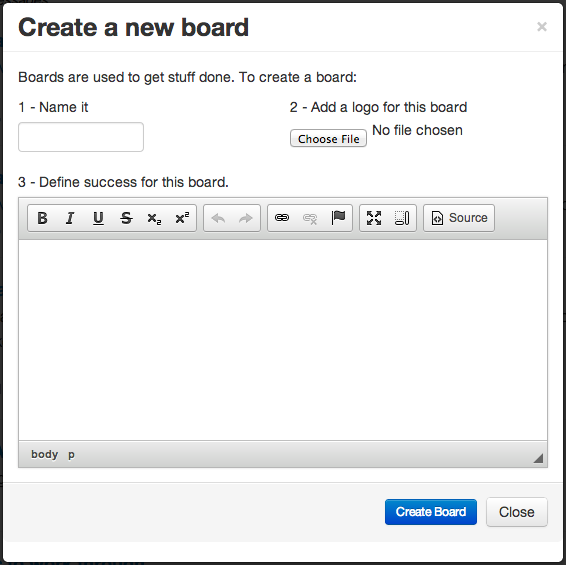 Create a new board ×
Boards are used to get stuff done. To create a board:
1 - Name it
2 - Add a logo for this board
Choose File No file chosen
3 - Define success for this board.
B I U S x₂ x² Source
body p
Create Board Close